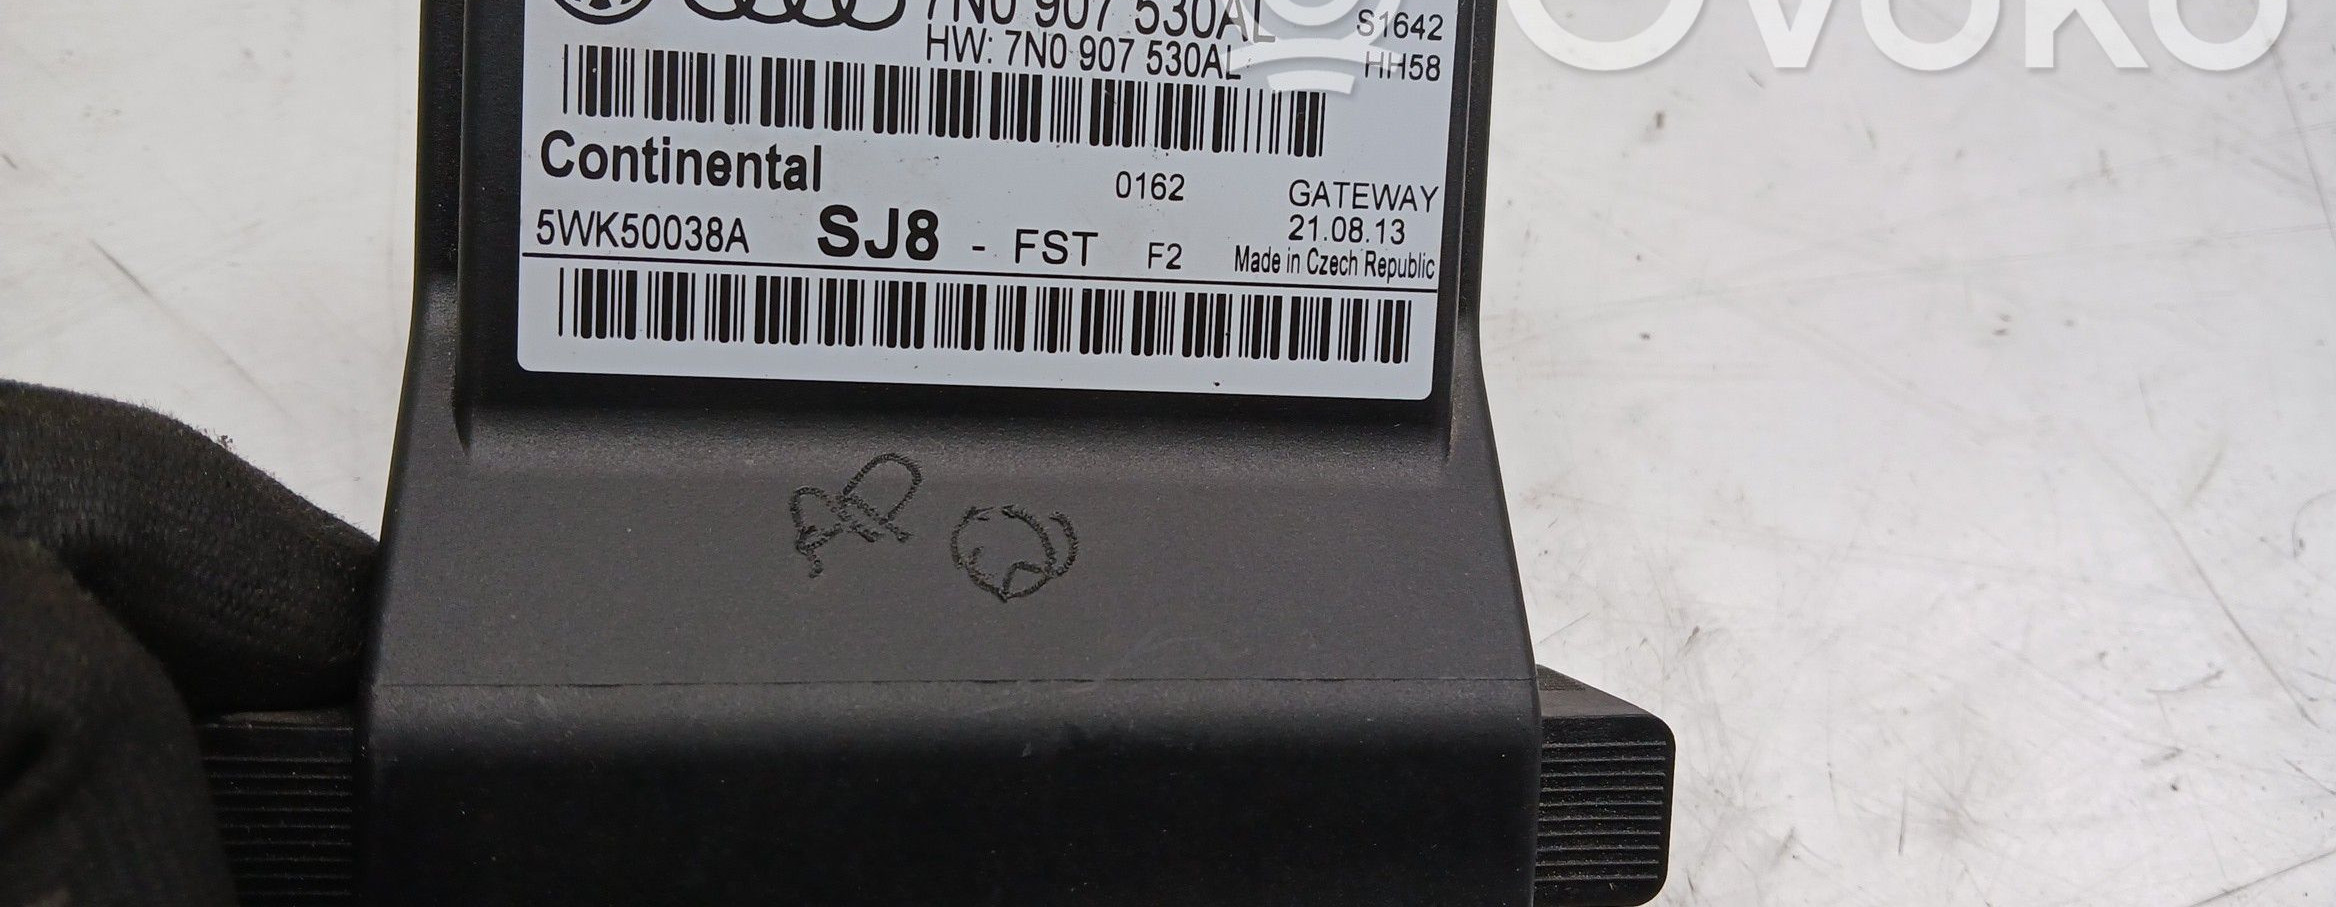 7N0 907 530AL
S1642
HW: 7N0 907 530AL
HH58
OVOKO
Continental
0162
GATEWAY
5WK50038A SJ8 - FST F2
21.08.13
Made in Czech Republic